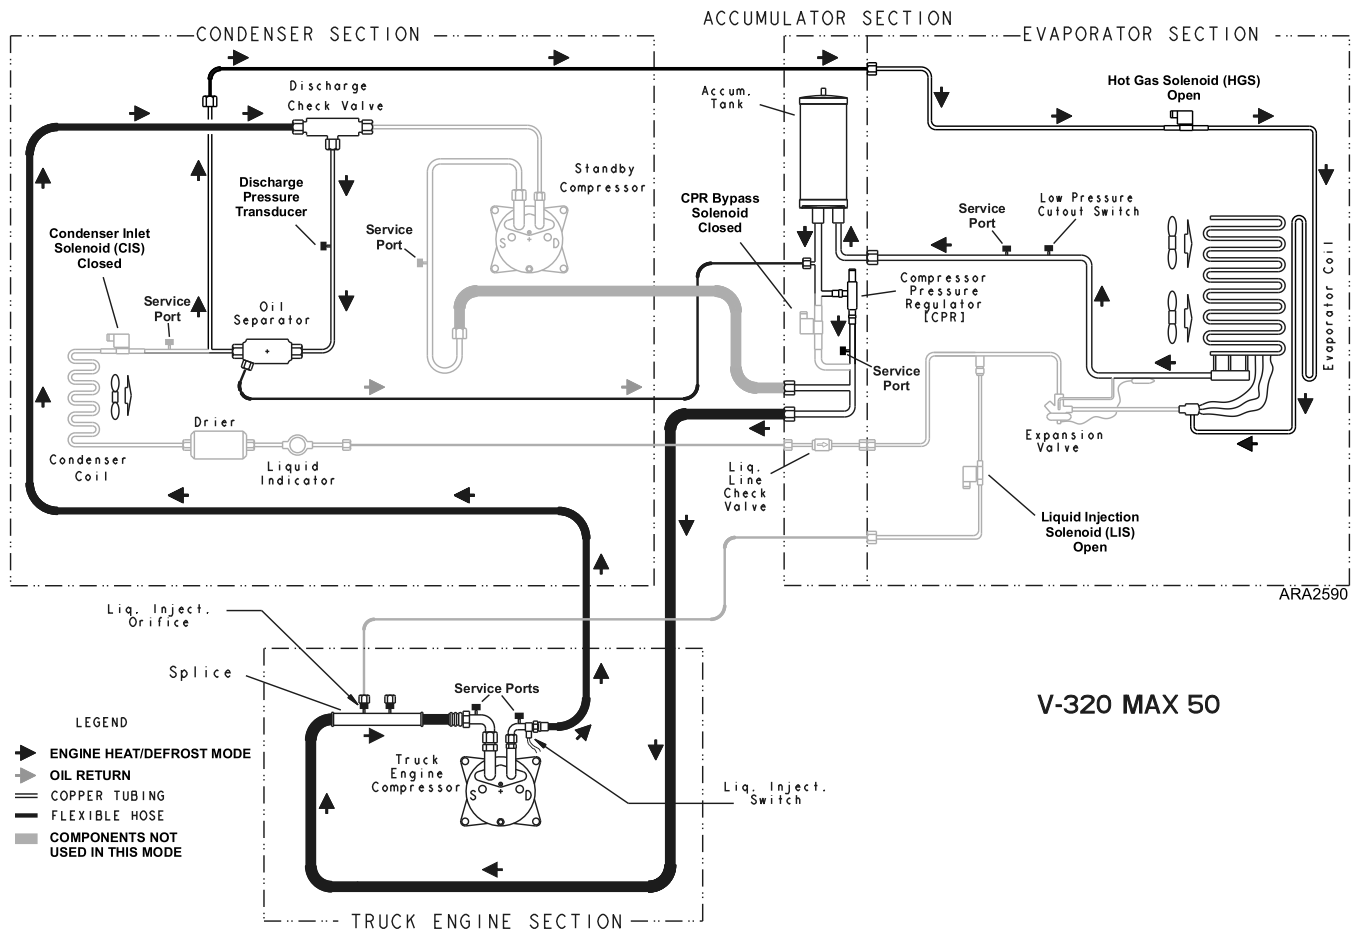 ACCUMULATOR SECTION
CONDENSER SECTION
EVAPORATOR SECTION
Discharge
Check Valve
Accum.
Tank
Hot Gas Solenoid (HGS)
Open
Discharge
Pressure
Transducer
Standby
Compressor
CPR Bypass
Solenoid
Closed
Low Pressure
Cutout Switch
Service
Port
Condenser Inlet
Solenoid (CIS)
Closed
Service
Port
Service
Port
Oil
Separator
S
D
Compressor
Pressure
Regulator
[CPR]
Evaporator Coil
Service
Port
Drier
Condenser
Coil
Liquid
Indicator
Liq.
Line
Check
Valve
Expansion
Valve
Liquid Injection
Solenoid (LIS)
Open
ARA2590
Liq. Inject.
Orifice
Splice
Service Ports
V-320 MAX 50
LEGEND
ENGINE HEAT/DEFROST MODE
OIL RETURN
COPPER TUBING
FLEXIBLE HOSE
COMPONENTS NOT
USED IN THIS MODE
Truck
Engine
Compressor
S
D
Liq. Inject.
Switch
TRUCK ENGINE SECTION